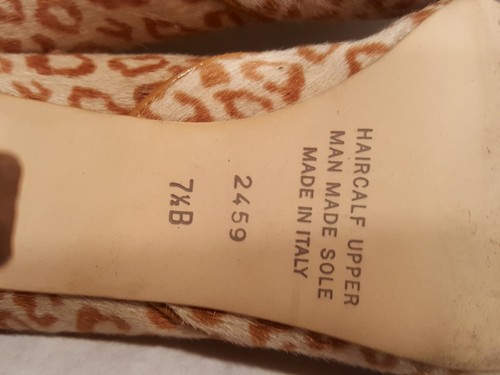 HAIRCALF UPPER
MAN MADE SOLE
MADE IN ITALY
2459
7½B